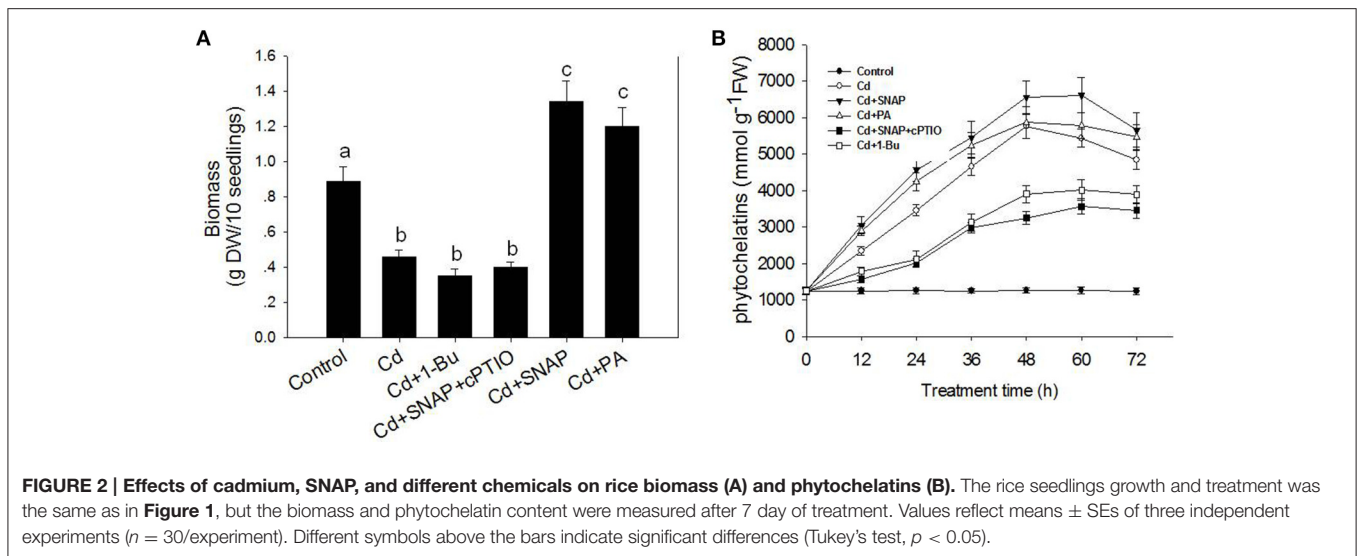 A
Biomass
(g DW/10 seedlings)
1.6
1.4
1.2
1.0
.8
.6
.4
.2
0.0
a
b
b
b
c
c
Control
Cd
Cd+1-Bu
Cd+SNAP+cPTIO
Cd+SNAP
Cd+PA
B
phytochelatins (mmol g⁻¹FW)
8000
7000
6000
5000
4000
3000
2000
1000
0
Control
Cd
Cd+SNAP
Cd+PA
Cd+SNAP+cPTIO
Cd+1-Bu
0 12 24 36 48 60 72
Treatment time (h)
FIGURE 2 | Effects of cadmium, SNAP, and different chemicals on rice biomass (A) and phytochelatins (B). The rice seedlings growth and treatment was
the same as in Figure 1, but the biomass and phytochelatin content were measured after 7 day of treatment. Values reflect means ± SEs of three independent
experiments (n = 30/experiment). Different symbols above the bars indicate significant differences (Tukey's test, p < 0.05).